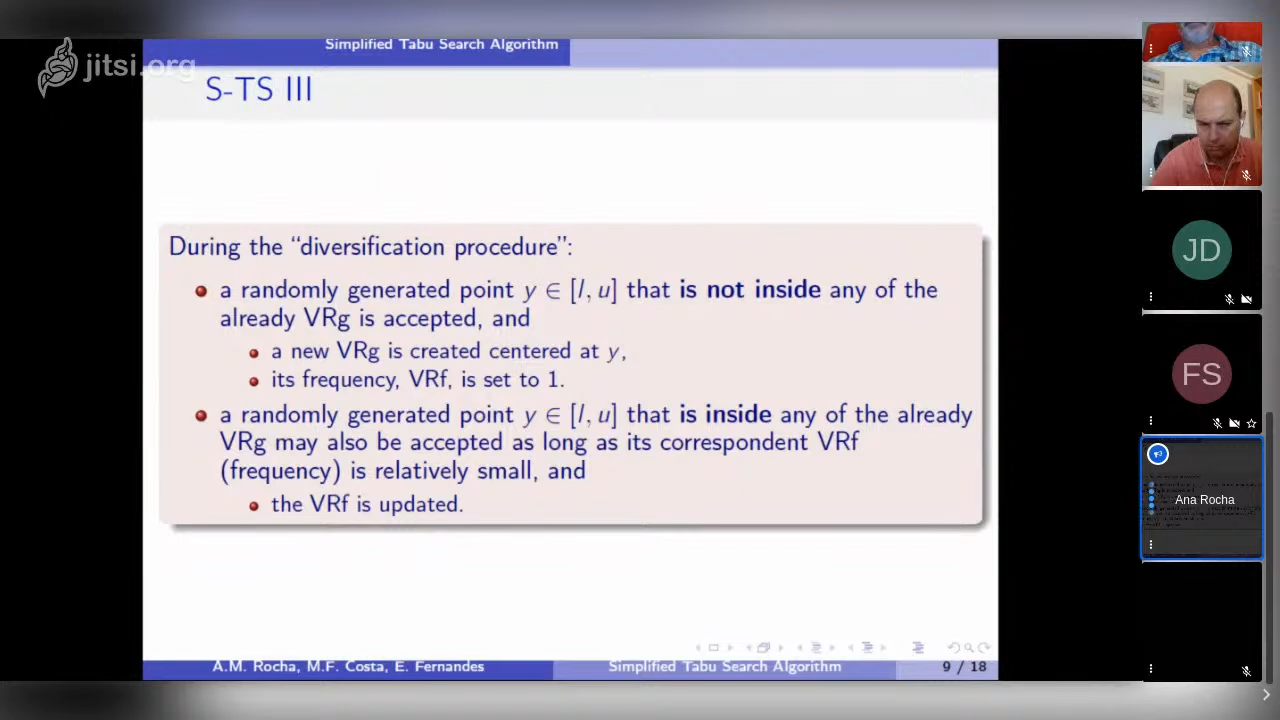 Simplified Tabu Search Algorithm
jitsi.org
S-TS III
During the “diversification procedure”:
a randomly generated point y ∈ [l, u] that is not inside any of the
already VRg is accepted, and
a new VRg is created centered at y,
its frequency, VRf, is set to 1.
a randomly generated point y ∈ [l, u] that is inside any of the already
VRg may also be accepted as long as its correspondent VRf
(frequency) is relatively small, and
the VRf is updated.
A.M. Rocha, M.F. Costa, E. Fernandes
Simplified Tabu Search Algorithm
9 / 18
JD
FS
Ana Rocha